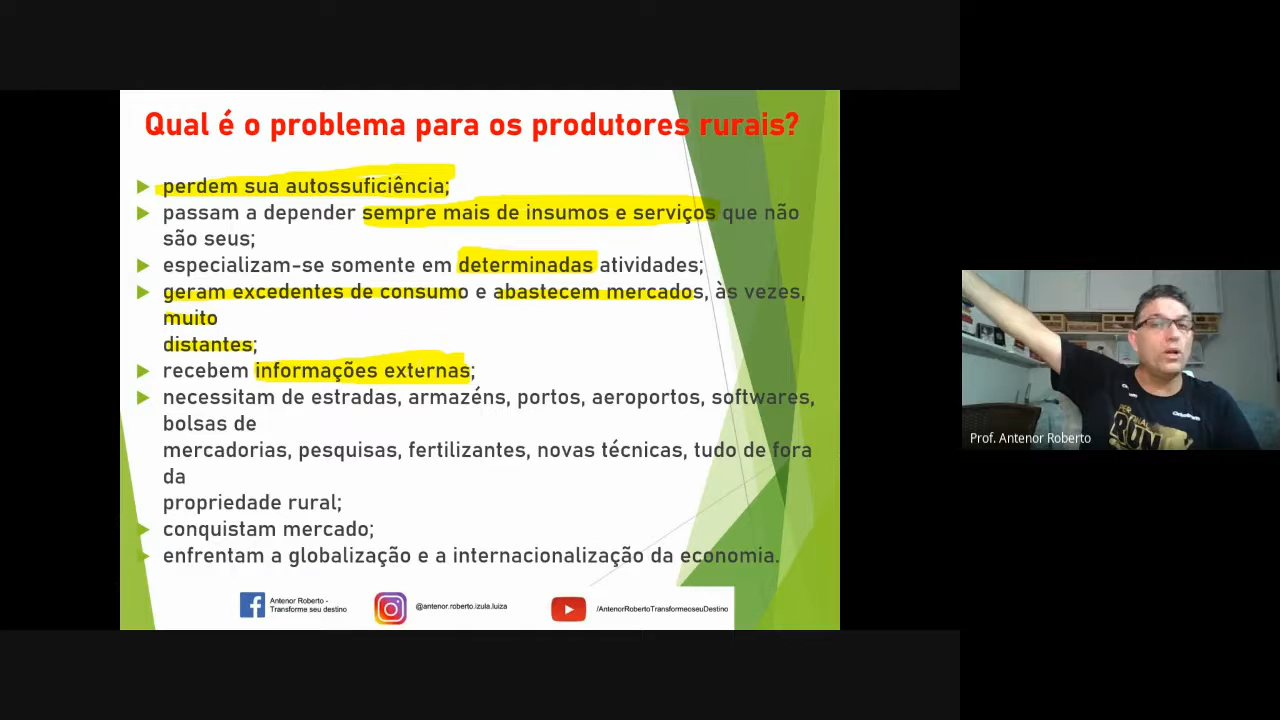 Qual é o problema para os produtores rurais?
perdem sua autossuficiência;
passam a depender sempre mais de insumos e serviços que não
são seus;
especializam-se somente em determinadas atividades;
geram excedentes de consumo e abastecem mercados, às vezes,
muito
distantes;
recebem informações externas;
necessitam de estradas, armazéns, portos, aeroportos, softwares,
bolsas de
mercadorias, pesquisas, fertilizantes, novas técnicas, tudo de fora
da
propriedade rural;
conquistam mercado;
enfrentam a globalização e a internacionalização da economia.
Antenor Roberto -
Transforme seu destino
@antenor.roberto.izula.luiza
/AntenorRobertoTransformeoseuDestino
Prof. Antenor Roberto